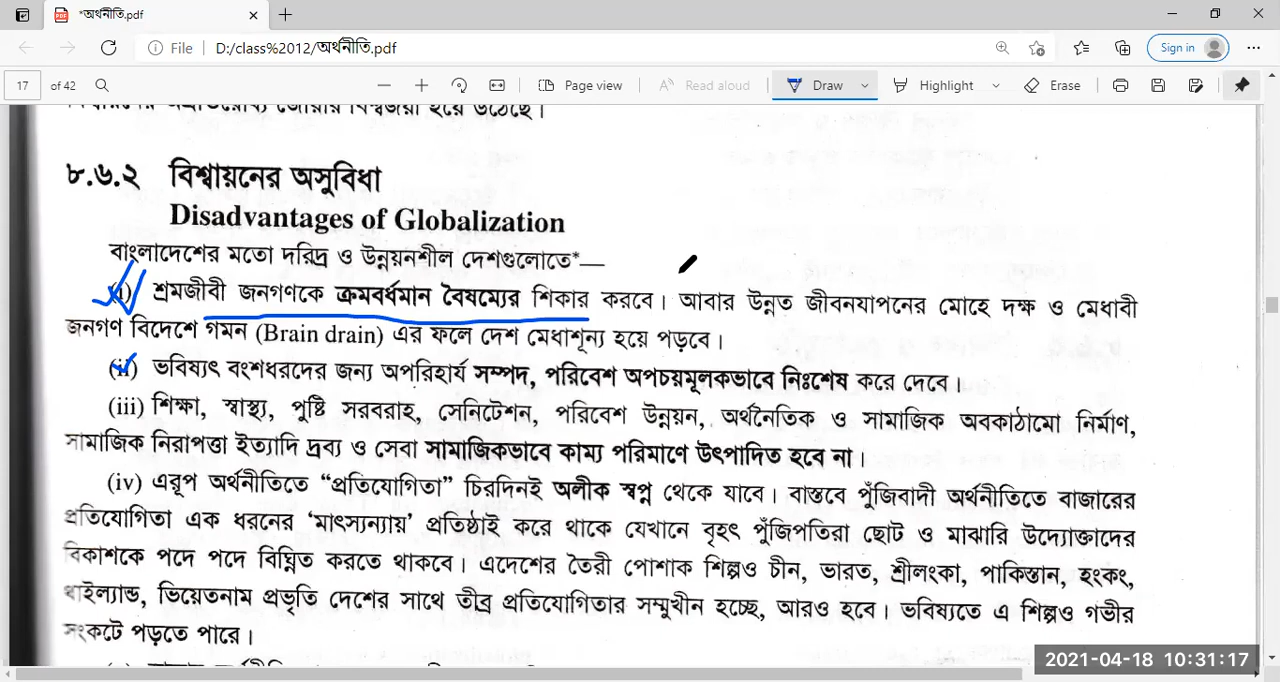 *অর্থনীতি.pdf
File D:/class%2012/অর্থনীতি.pdf Sign in
17 of 42 Page view Read aloud Draw Highlight Erase
বিশ্বজয়ী হয়ে উঠেছে।
৮.৬.২ বিশ্বায়নের অসুবিধা
Disadvantages of Globalization
বাংলাদেশের মতো দরিদ্র ও উন্নয়নশীল দেশগুলোতে*—
(i) শ্রমজীবী জনগণকে ক্রমবর্ধমান বৈষম্যের শিকার করবে। আবার উন্নত জীবনযাপনের মোহে দক্ষ ও মেধাবী
জনগণ বিদেশে গমন (Brain drain) এর ফলে দেশ মেধাশূন্য হয়ে পড়বে।
(ii) ভবিষ্যৎ বংশধরদের জন্য অপরিহার্য সম্পদ, পরিবেশ অপচয়মূলকভাবে নিঃশেষ করে দেবে।
(iii) শিক্ষা, স্বাস্থ্য, পুষ্টি সরবরাহ, সেনিটেশন, পরিবেশ উন্নয়ন, অর্থনৈতিক ও সামাজিক অবকাঠামো নির্মাণ,
সামাজিক নিরাপত্তা ইত্যাদি দ্রব্য ও সেবা সামাজিকভাবে কাম্য পরিমাণে উৎপাদিত হবে না।
(iv) এরূপ অর্থনীতিতে “প্রতিযোগিতা” চিরদিনই অলীক স্বপ্ন থেকে যাবে। বাস্তবে পুঁজিবাদী অর্থনীতিতে বাজারের
প্রতিযোগিতা এক ধরনের ‘মাৎস্যন্যায়’ প্রতিষ্ঠাই করে থাকে যেখানে বৃহৎ পুঁজিপতিরা ছোট ও মাঝারি উদ্যোক্তাদের
বিকাশকে পদে পদে বিঘ্নিত করতে থাকবে। এদেশের তৈরী পোশাক শিল্পও চীন, ভারত, শ্রীলংকা, পাকিস্তান, হংকং,
থাইল্যান্ড, ভিয়েতনাম প্রভৃতি দেশের সাথে তীব্র প্রতিযোগিতার সম্মুখীন হচ্ছে, আরও হবে। ভবিষ্যতে এ শিল্পও গভীর
সংকটে পড়তে পারে।
2021-04-18 10:31:17